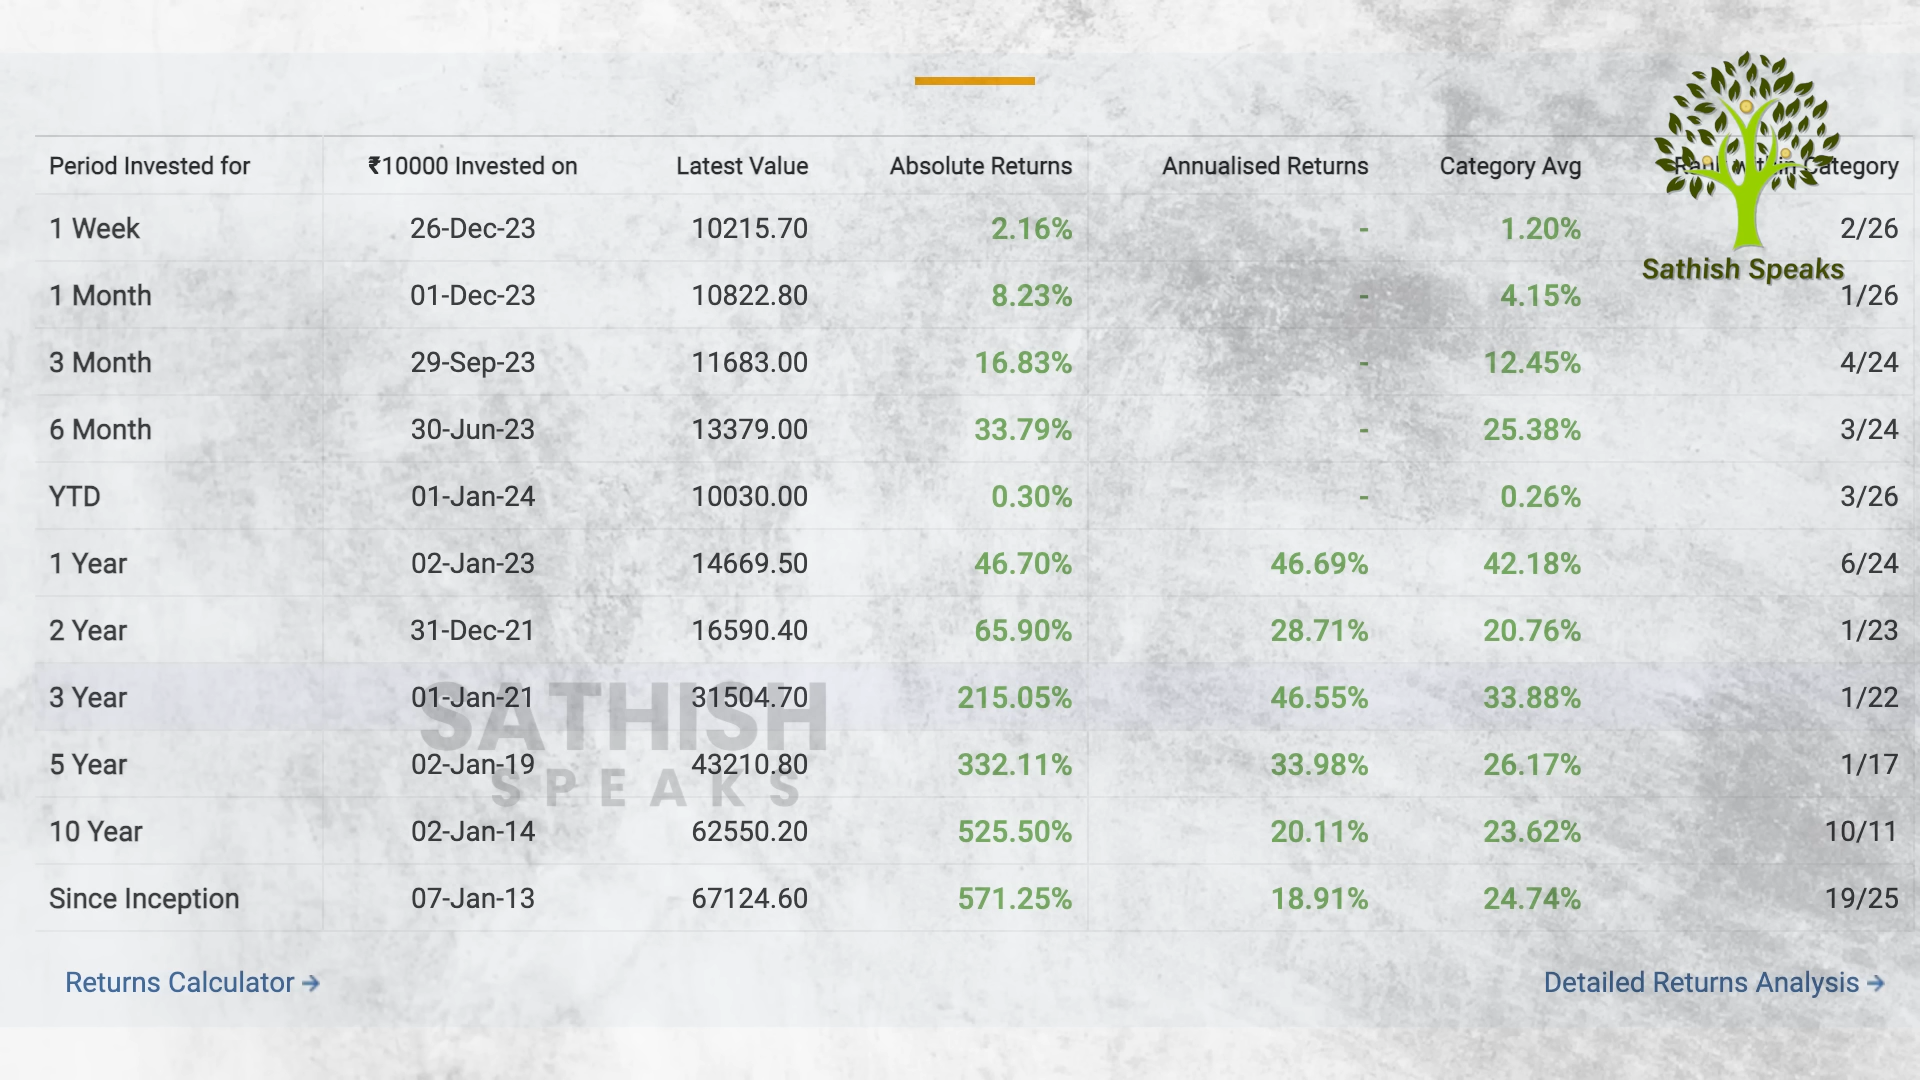 Period Invested for ₹10000 Invested on Latest Value Absolute Returns Annualised Returns Category Avg Rank within Category
1 Week 26-Dec-23 10215.70 2.16% - 1.20% 2/26
Sathish Speaks
1 Month 01-Dec-23 10822.80 8.23% - 4.15% 1/26
3 Month 29-Sep-23 11683.00 16.83% - 12.45% 4/24
6 Month 30-Jun-23 13379.00 33.79% - 25.38% 3/24
YTD 01-Jan-24 10030.00 0.30% - 0.26% 3/26
1 Year 02-Jan-23 14669.50 46.70% 46.69% 42.18% 6/24
2 Year 31-Dec-21 16590.40 65.90% 28.71% 20.76% 1/23
3 Year 01-Jan-21 31504.70 215.05% 46.55% 33.88% 1/22
SATHISH
5 Year 02-Jan-19 43210.80 332.11% 33.98% 26.17% 1/17
SPEAKS
10 Year 02-Jan-14 62550.20 525.50% 20.11% 23.62% 10/11
Since Inception 07-Jan-13 67124.60 571.25% 18.91% 24.74% 19/25
Returns Calculator → Detailed Returns Analysis →